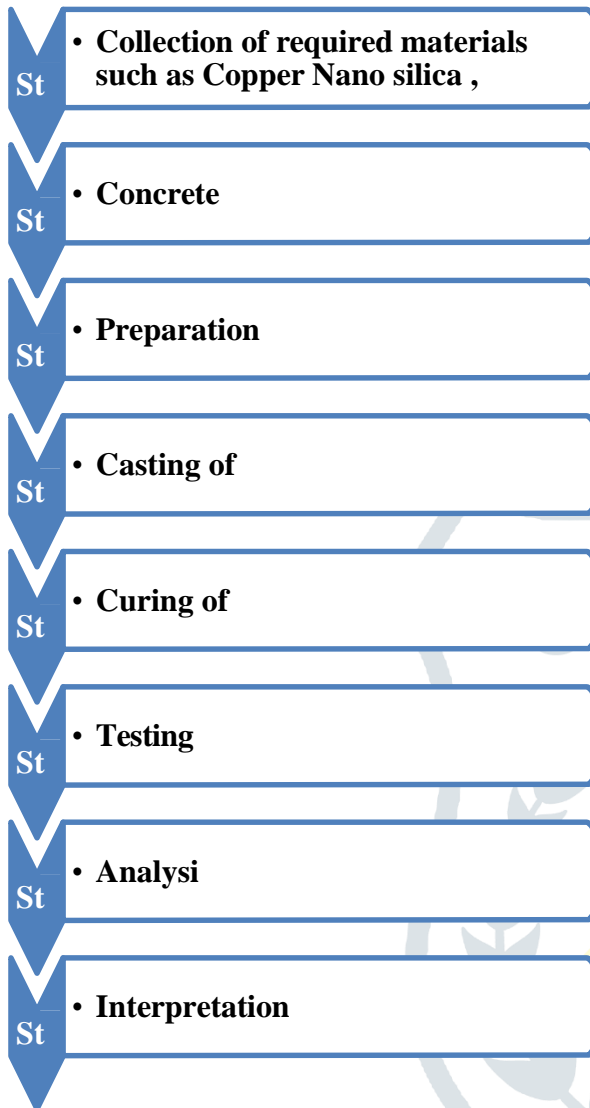 St
• Collection of required materials
such as Copper Nano silica ,
St
• Concrete
St
• Preparation
St
• Casting of
St
• Curing of
St
• Testing
St
• Analysi
St
• Interpretation